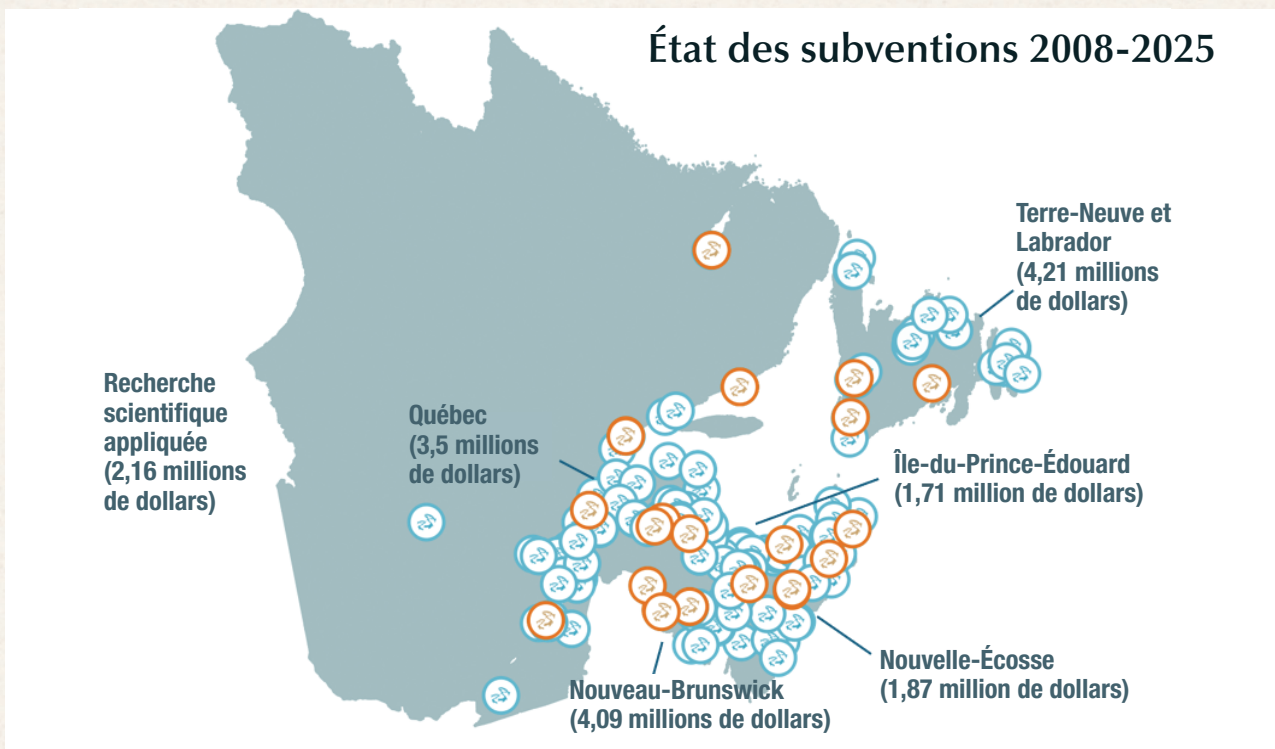 État des subventions 2008-2025
Terre-Neuve et
Labrador
(4,21 millions
de dollars)
Recherche
scientifique
appliquée
(2,16 millions
de dollars)
Québec
(3,5 millions
de dollars)
Île-du-Prince-Édouard
(1,71 million de dollars)
Nouvelle-Écosse
(1,87 million de dollars)
Nouveau-Brunswick
(4,09 millions de dollars)